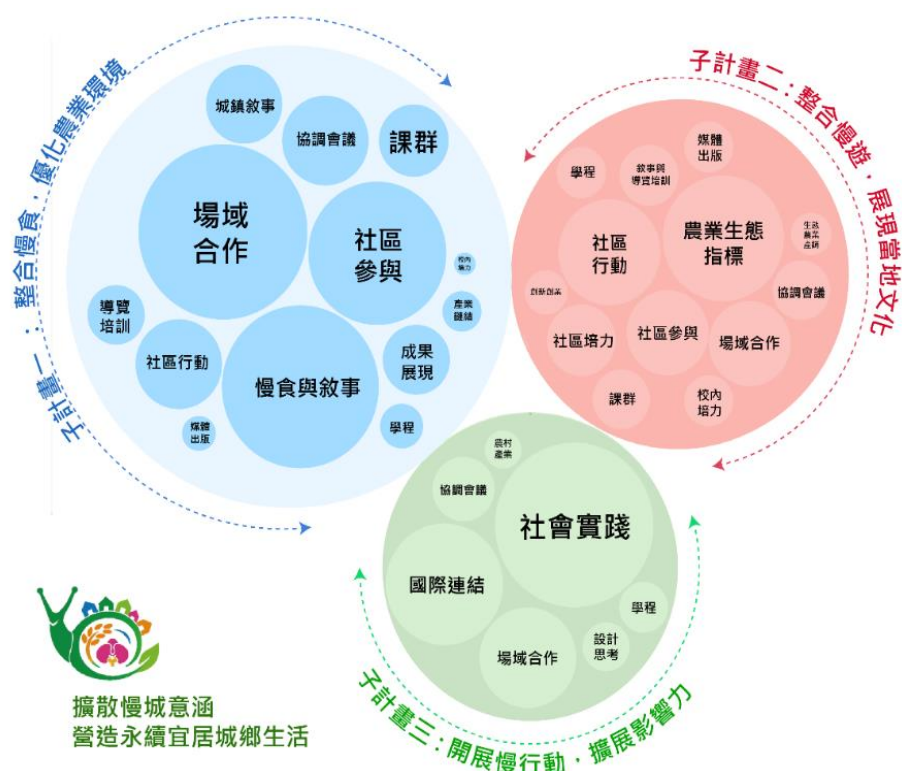 子計畫一：整合慢食，優化農業環境
城鎮敘事
協調會議
課群
場域
合作
社區
參與
校內
培力
產業
鏈結
導覽
培訓
社區行動
慢食與敘事
成果
展現
媒體
出版
學程
子計畫二：整合慢遊，展現當地文化
媒體
出版
學程
敘事與
導覽培訓
社區
行動
農業生態
指標
生態
農業
產銷
創新創業
協調會議
社區培力
社區參與
場域合作
課群
校內
培力
農村
產業
協調會議
社會實踐
國際連結
學程
設計
思考
場域合作
子計畫三：開展慢行動，擴展影響力
擴散慢城意涵
營造永續宜居城鄉生活